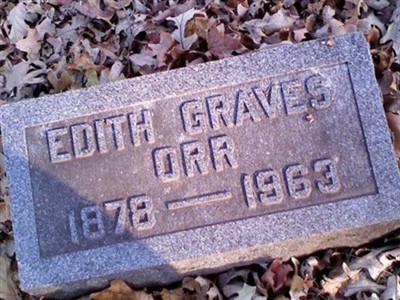 EDITH GRAVES
ORR
1878 — 1963